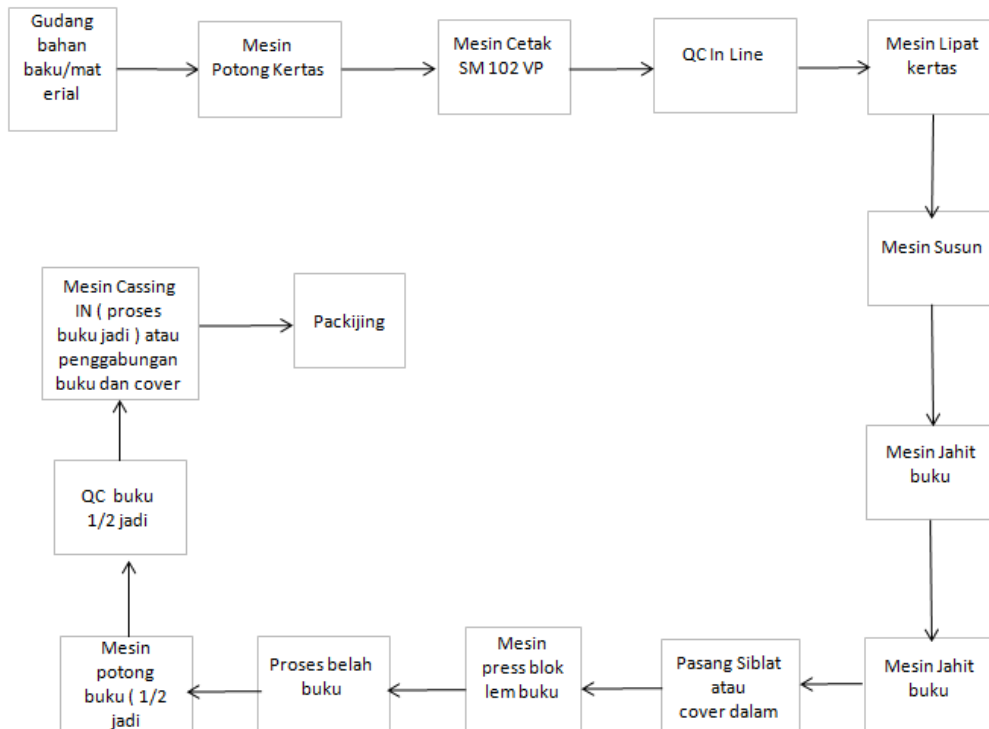 Gudang
bahan
baku/mat
erial
Mesin
Potong Kertas
Mesin Cetak
SM 102 VP
QC In Line
Mesin Lipat
kertas
Mesin Susun
Mesin Jahit
buku
Mesin Jahit
buku
Pasang Siblat
atau
cover dalam
Mesin
press blok
lem buku
Proses belah
buku
Mesin
potong
buku ( 1/2
jadi
QC buku
1/2 jadi
Mesin Cassing
IN ( proses
buku jadi ) atau
penggabungan
buku dan cover
Packijing